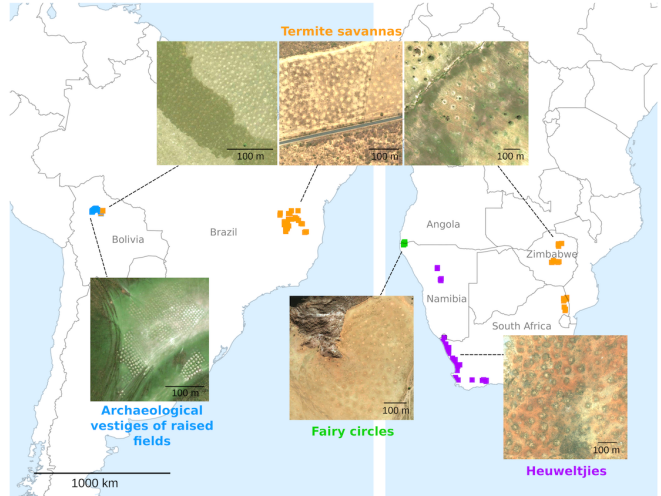 Termite savannas
100 m
100 m
100 m
Bolivia
Brazil
Angola
Zimbabwe
Namibia
South Africa
100 m
Archaeological
vestiges of raised
fields
100 m
Fairy circles
100 m
Heuweltjies
1000 km